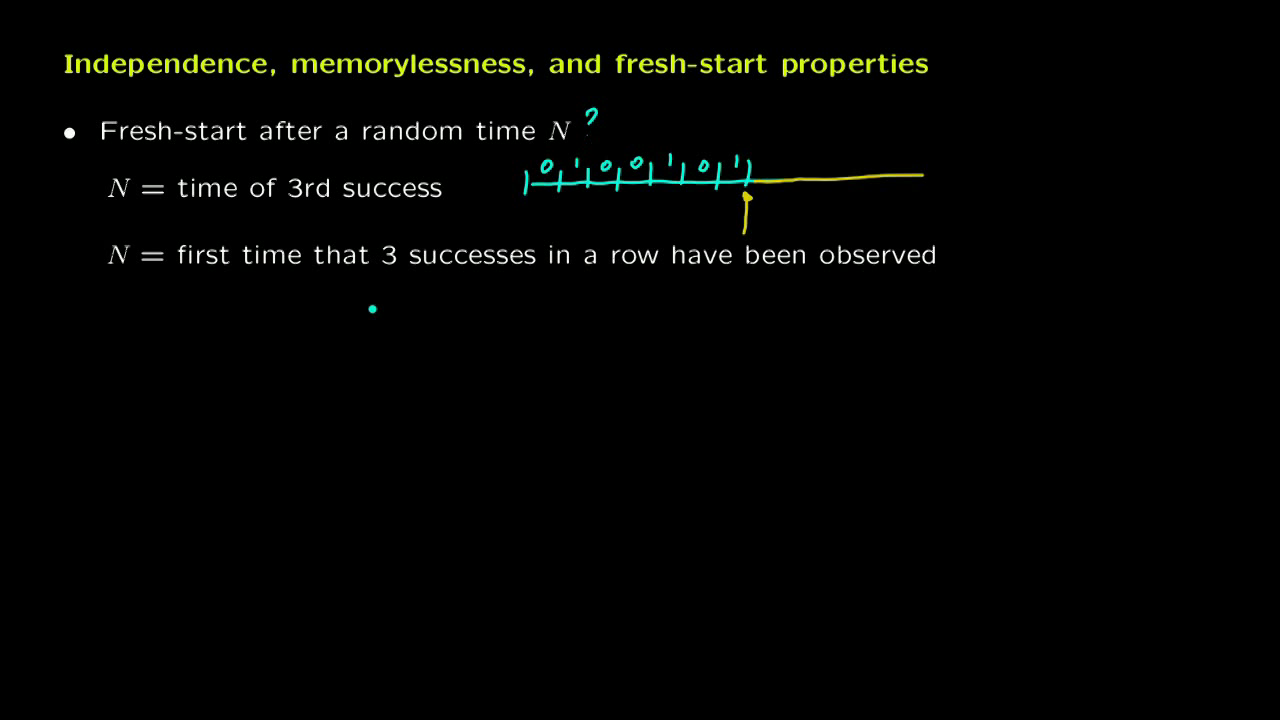 Independence, memorylessness, and fresh-start properties
• Fresh-start after a random time N ?
0 1 0 0 1 0 1
N = time of 3rd success
N = first time that 3 successes in a row have been observed